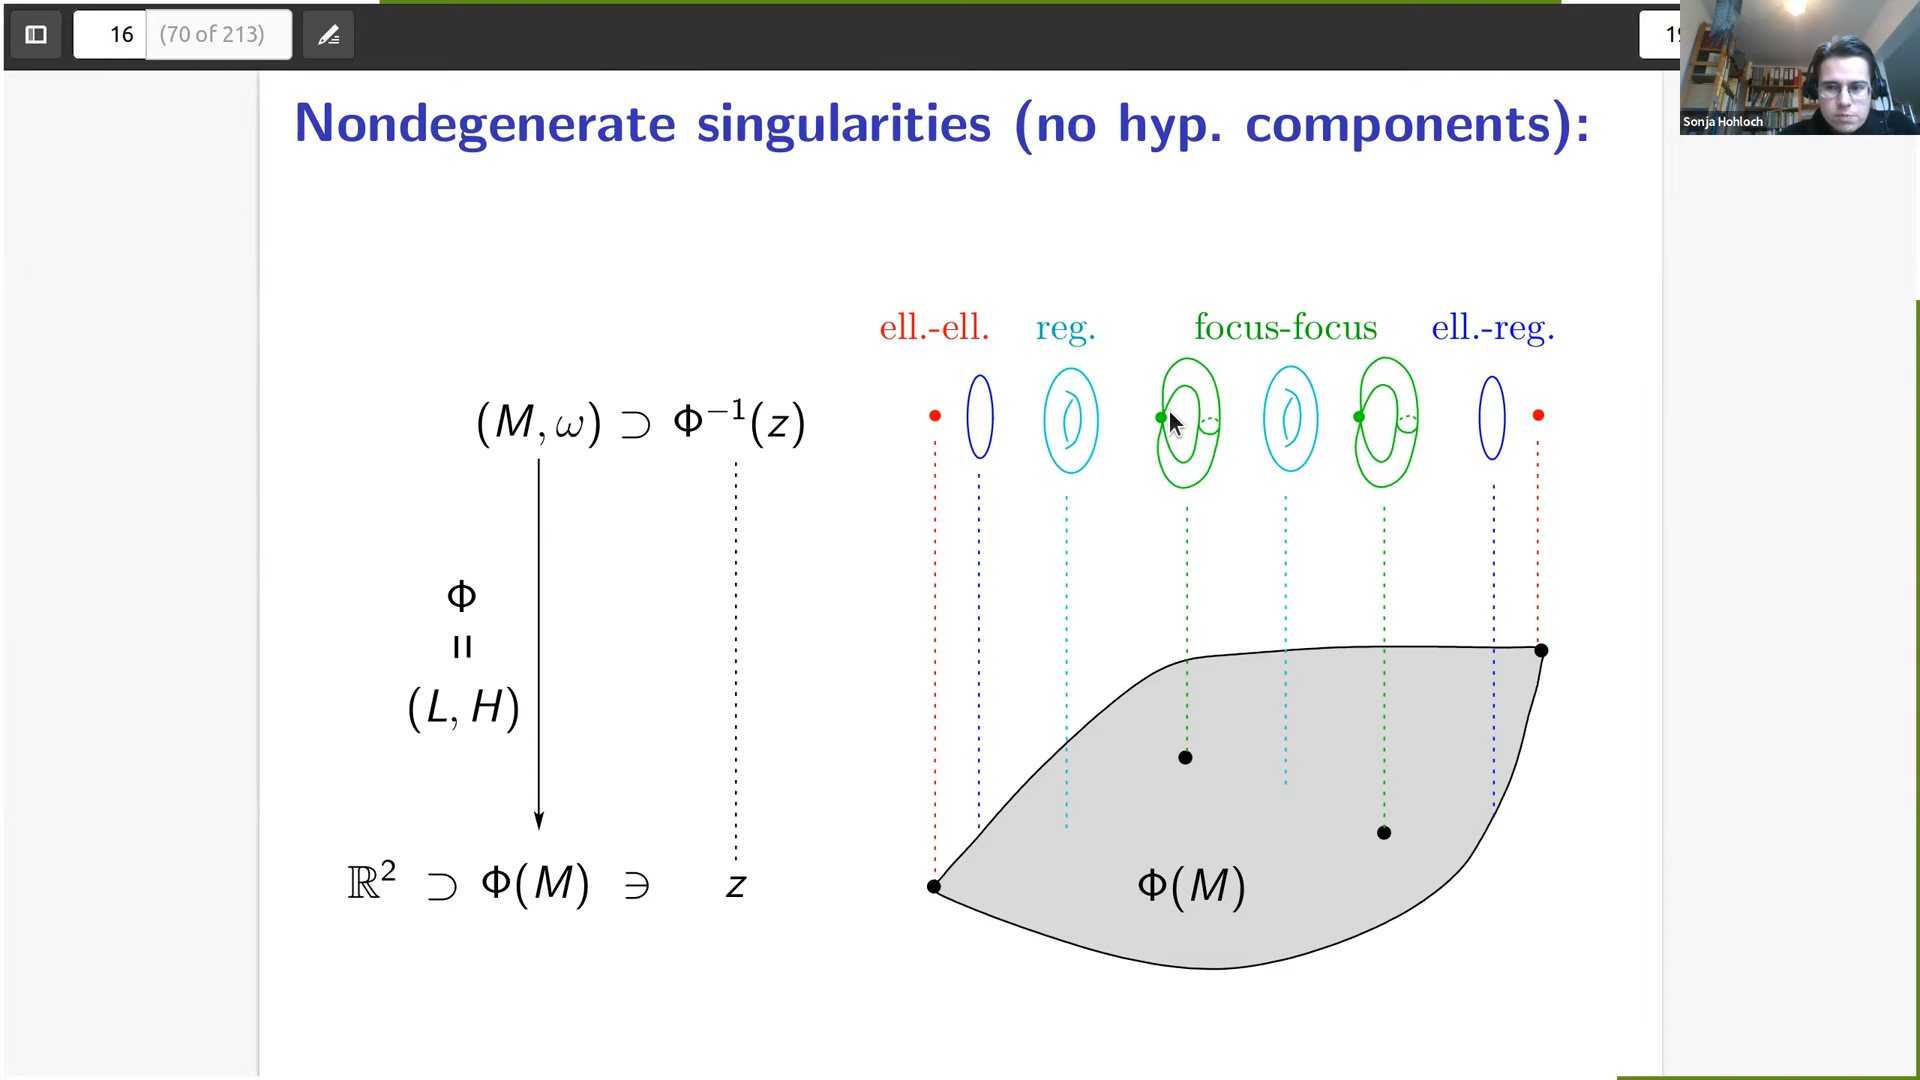 16 (70 of 213)
Sonja Hohloch
Nondegenerate singularities (no hyp. components):
ell.-ell. reg. focus-focus ell.-reg.
(M, ω) ⊃ Φ⁻¹(z)
Φ
=
(L, H)
ℝ² ⊃ Φ(M) ∋ z
Φ(M)